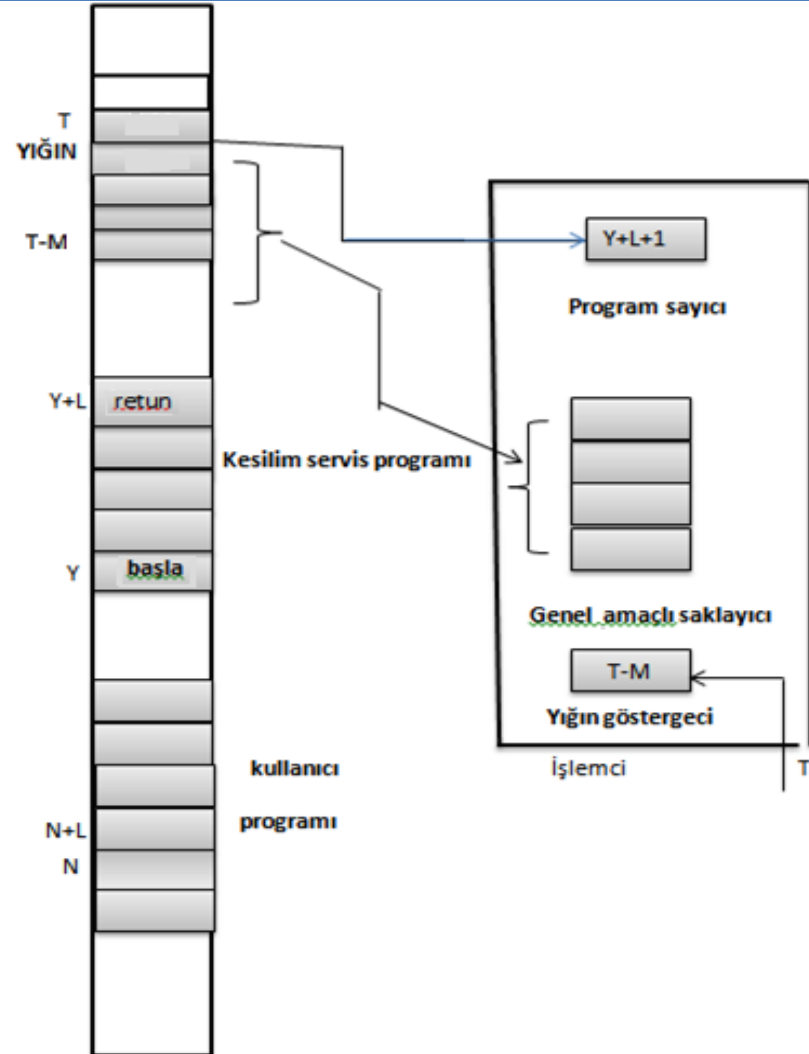 T
YIĞIN
T-M
Y+L+1
Program sayıcı
Y+L
retun
Kesilim servis programı
Y
başla
Genel amaçlı saklayıcı
T-M
Yığın göstergeci
kullanıcı
İşlemci
T
programı
N+L
N